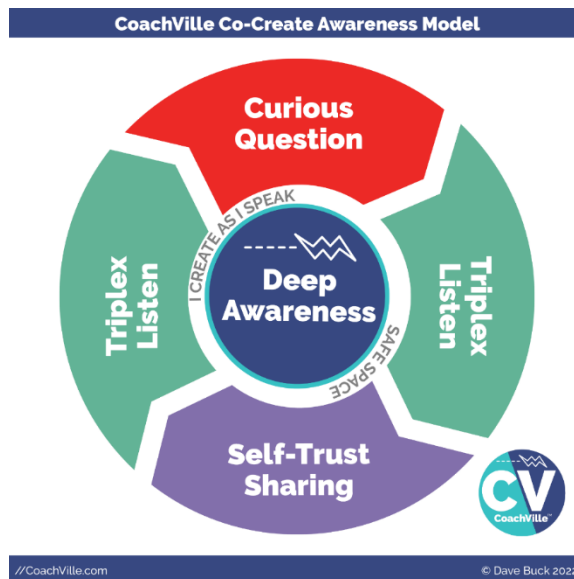 CoachVille Co-Create Awareness Model
Curious
Question
I CREATE AS I SPEAK
Triplex
Listen
Deep
Awareness
Triplex
Listen
SAFE SPACE
Self-Trust
Sharing
CV
CoachVille™
//CoachVille.com
© Dave Buck 2022